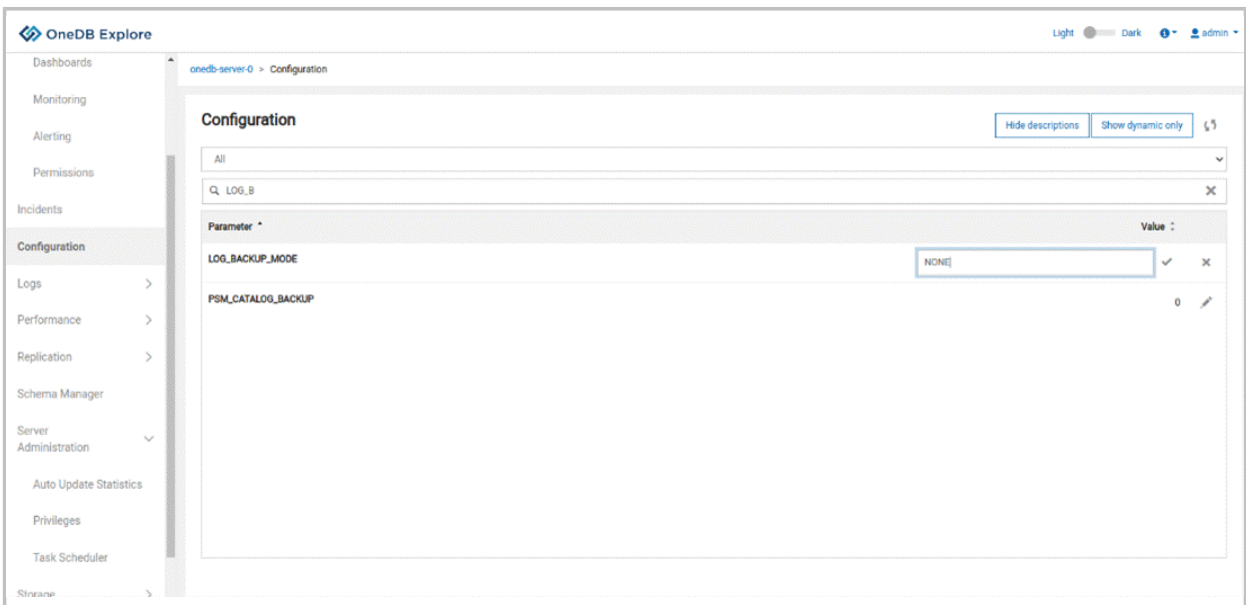 OneDB Explore
Light Dark admin
Dashboards
Monitoring
Alerting
Permissions
Incidents
Configuration
Logs
Performance
Replication
Schema Manager
Server
Administration
Auto Update Statistics
Privileges
Task Scheduler
Storage
onedb-server-0 > Configuration
Configuration
Hide descriptions Show dynamic only
All
LOG_B
Parameter Value
LOG_BACKUP_MODE NONE
PSM_CATALOG_BACKUP 0